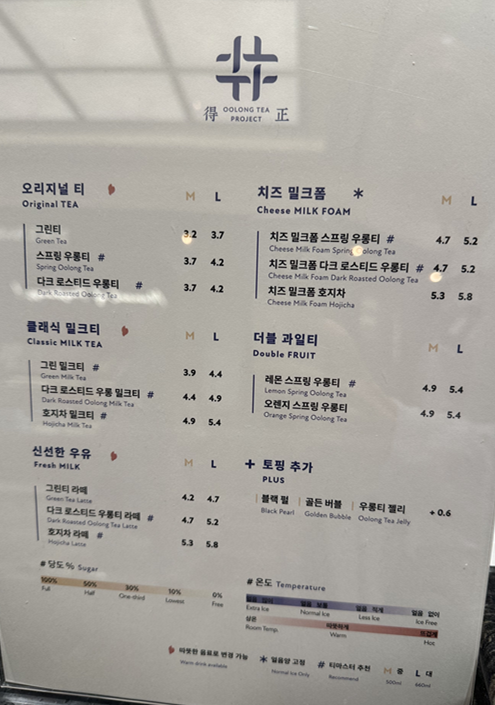 得 OOLONG TEA PROJECT 正
오리지널 티 M L
Original TEA
그린티 3.2 3.7
Green Tea
스프링 우롱티 # 3.7 4.2
Spring Oolong Tea
다크 로스티드 우롱티 # 3.7 4.2
Dark Roasted Oolong Tea
클래식 밀크티 M L
Classic MILK TEA
그린 밀크티 # 3.9 4.4
Green Milk Tea
다크 로스티드 우롱 밀크티 # 4.4 4.9
Dark Roasted Oolong Milk Tea
호지차 밀크티 # 4.9 5.4
Hojicha Milk Tea
신선한 우유 M L
Fresh MILK
그린티 라떼 4.2 4.7
Green Tea Latte
다크 로스티드 우롱티 라떼 # 4.7 5.2
Dark Roasted Oolong Tea Latte
호지차 라떼 # 5.3 5.8
Hojicha Latte
치즈 밀크폼 * M L
Cheese MILK FOAM
치즈 밀크폼 스프링 우롱티 # 4.7 5.2
Cheese Milk Foam Spring Oolong Tea
치즈 밀크폼 다크 로스티드 우롱티 # 4.7 5.2
Cheese Milk Foam Dark Roasted Oolong Tea
치즈 밀크폼 호지차 5.3 5.8
Cheese Milk Foam Hojicha
더블 과일티 M L
Double FRUIT
레몬 스프링 우롱티 # 4.9 5.4
Lemon Spring Oolong Tea
오렌지 스프링 우롱티 4.9 5.4
Orange Spring Oolong Tea
+ 토핑 추가
PLUS
블랙 펄 골든 버블 우롱티 젤리 + 0.6
Black Pearl Golden Bubble Oolong Tea Jelly
# 당도 % Sugar
100% 50% 30% 10% 0%
Full Half One-third Lowest Free
# 온도 Temperature
얼음 많이 얼음 보통 얼음 적게 얼음 없이
Extra Ice Normal Ice Less Ice Ice Free
실온 따뜻하게 뜨겁게
Room Temp. Warm Hot
따뜻한 음료로 변경 가능 * 얼음양 고정 # 티마스터 추천 M 중 L 대
Warm drink available Normal Ice Only Recommend 500ml 660ml